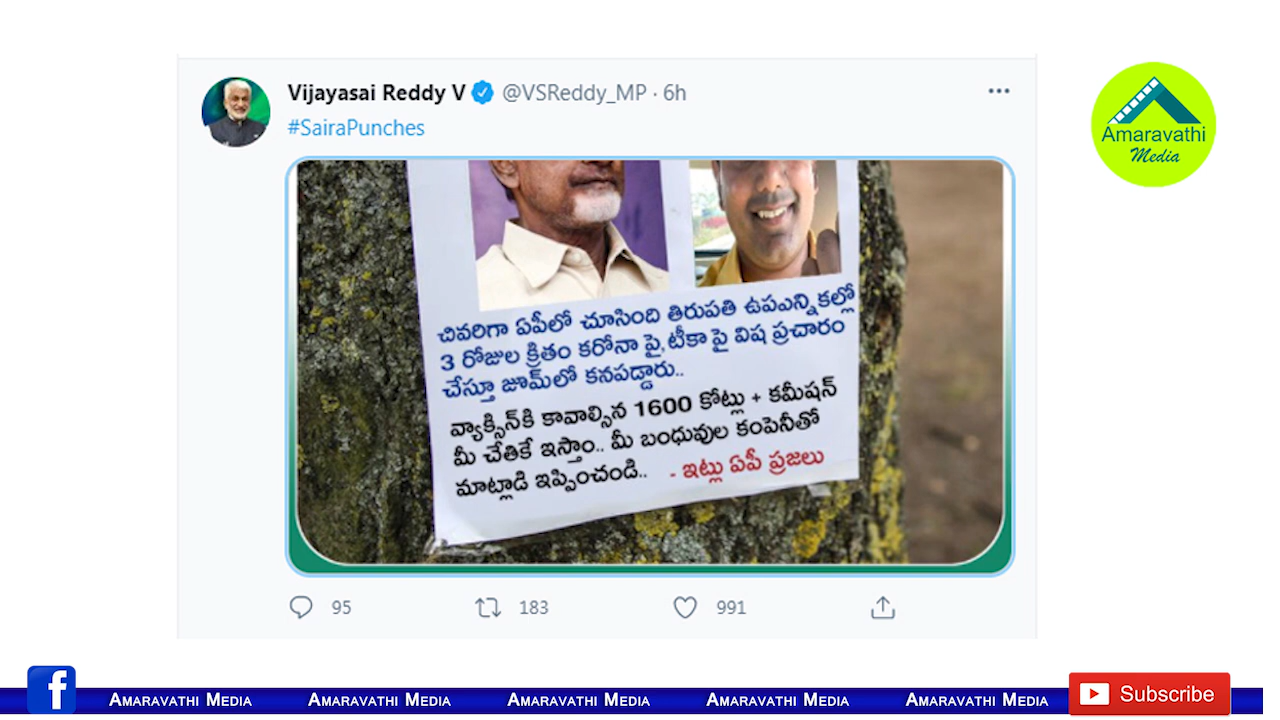 Vijayasai Reddy V @VSReddy_MP · 6h
#SairaPunches
Amaravathi
Media
చివరిగా ఏపీలో చూసింది తిరుపతి ఉపఎన్నికల్లో
3 రోజుల క్రితం కరోనా పై,టీకా పై విష ప్రచారం
చేస్తూ జూమ్‌లో కనపడ్డారు..
వ్యాక్సిన్‌కి కావాల్సిన 1600 కోట్లు + కమీషన్
మీ చేతికే ఇస్తాం.. మీ బంధువుల కంపెనీతో
మాట్లాడి ఇప్పించండి.. - ఇట్లు ఏపీ ప్రజలు
95 183 991
f Amaravathi Media Amaravathi Media Amaravathi Media Amaravathi Media Amaravathi Media Subscribe